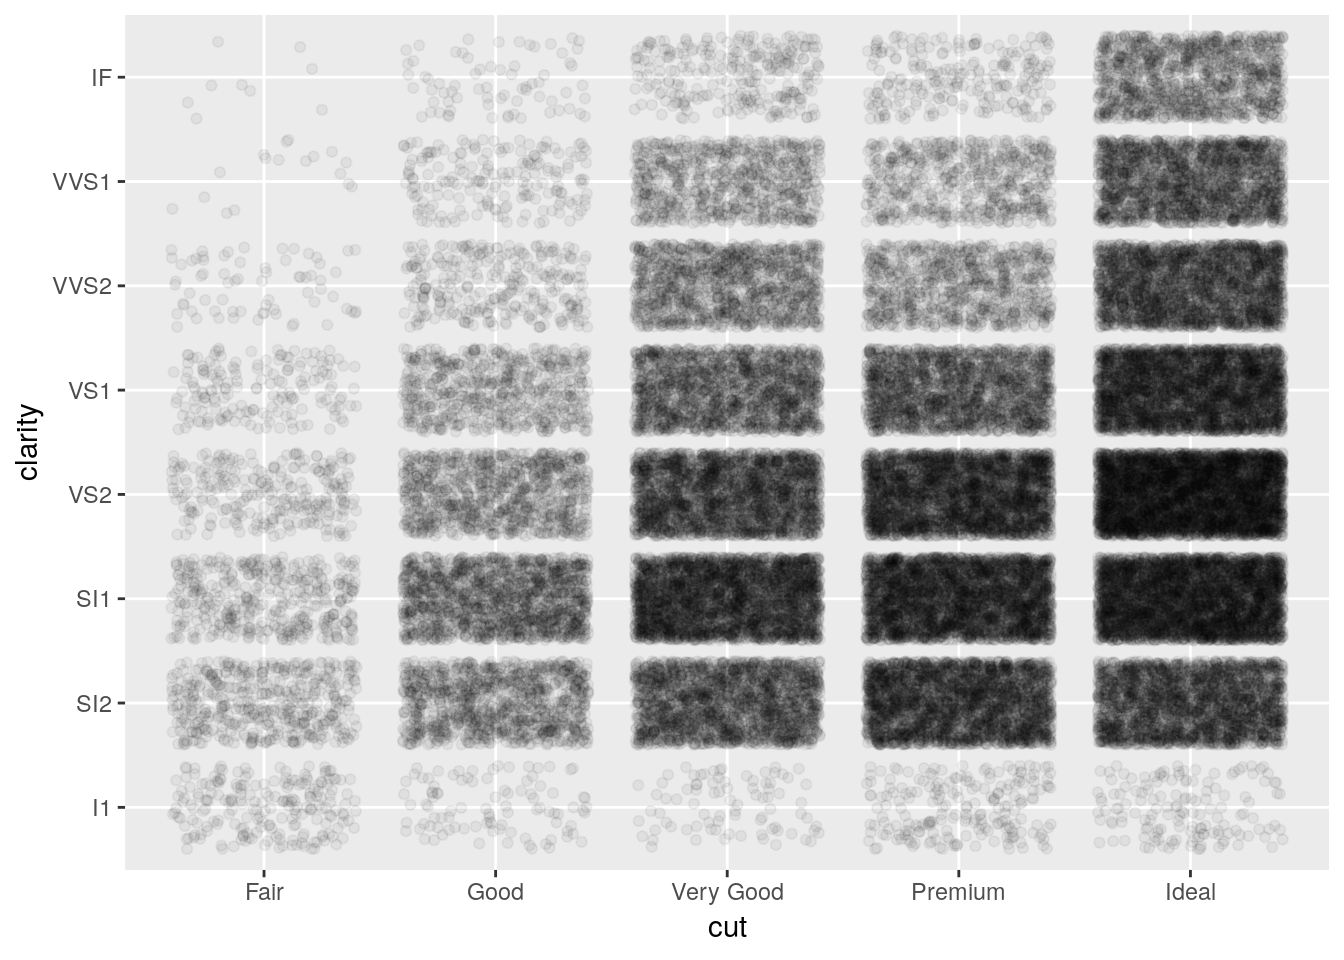 clarity
IF
VVS1
VVS2
VS1
VS2
SI1
SI2
I1
Fair
Good
Very Good
Premium
Ideal
cut